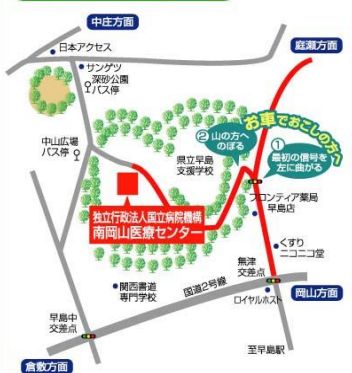 中庄方面
日本アクセス
サンゲツ
深砂公園
バス停
庭瀬方面
お車でおこしの方へ
②山の方へ
のぼる
①
最初の信号を
左に曲がる
中山広場
バス停
県立早島
支援学校
フロンティア薬局
早島店
独立行政法人国立病院機構
南岡山医療センター
くすり
ニコニコ堂
無津
交差点
関西書道
専門学校
国道2号線
岡山方面
ロイヤルホスト
早島中
交差点
至早島駅
倉敷方面